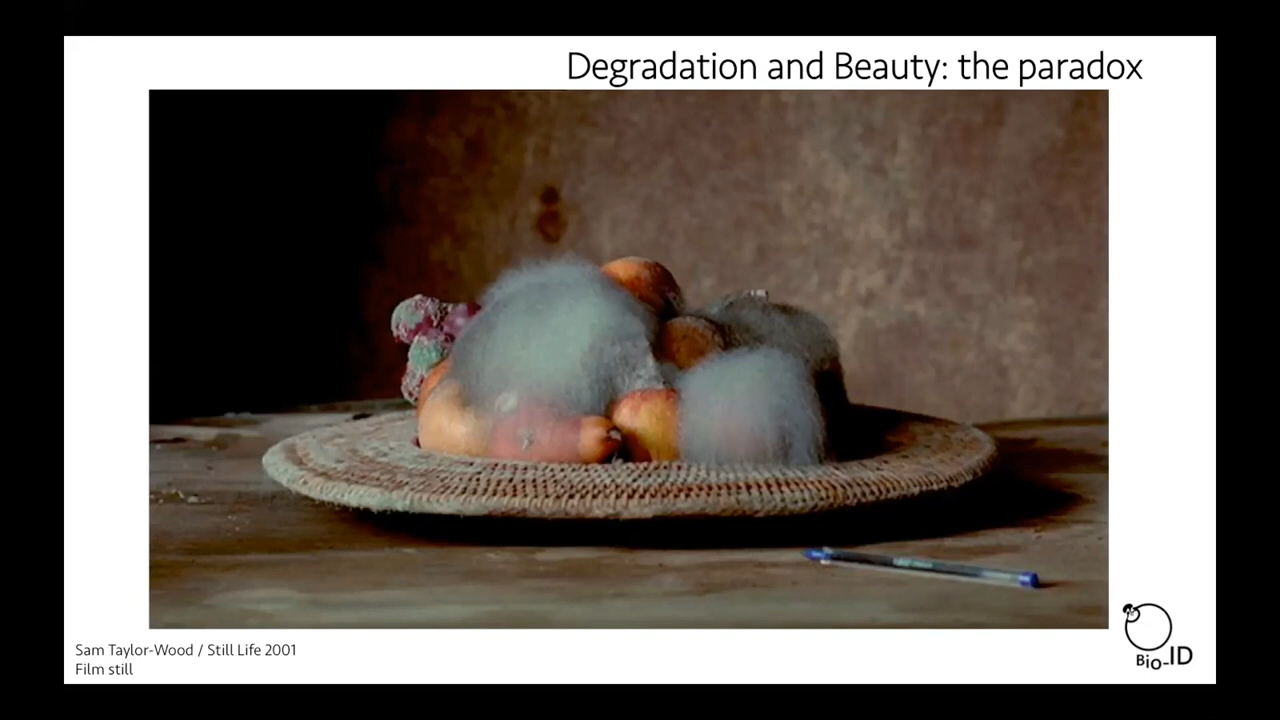 Degradation and Beauty: the paradox
Sam Taylor-Wood / Still Life 2001
Film still
Bio-ID